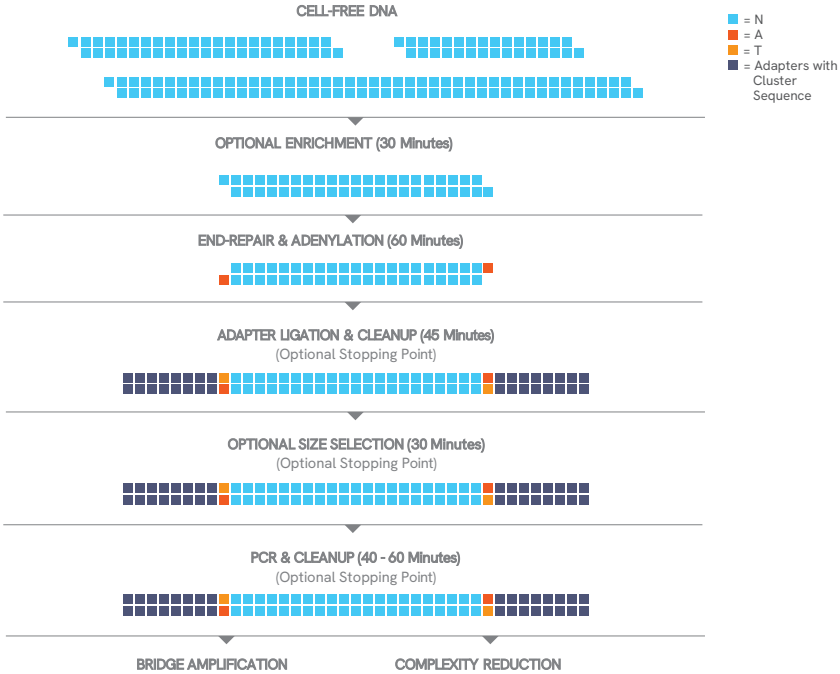 CELL-FREE DNA
= N
= A
= T
= Adapters with
Cluster
Sequence
OPTIONAL ENRICHMENT (30 Minutes)
END-REPAIR & ADENYLATION (60 Minutes)
ADAPTER LIGATION & CLEANUP (45 Minutes)
(Optional Stopping Point)
OPTIONAL SIZE SELECTION (30 Minutes)
(Optional Stopping Point)
PCR & CLEANUP (40 - 60 Minutes)
(Optional Stopping Point)
BRIDGE AMPLIFICATION
COMPLEXITY REDUCTION